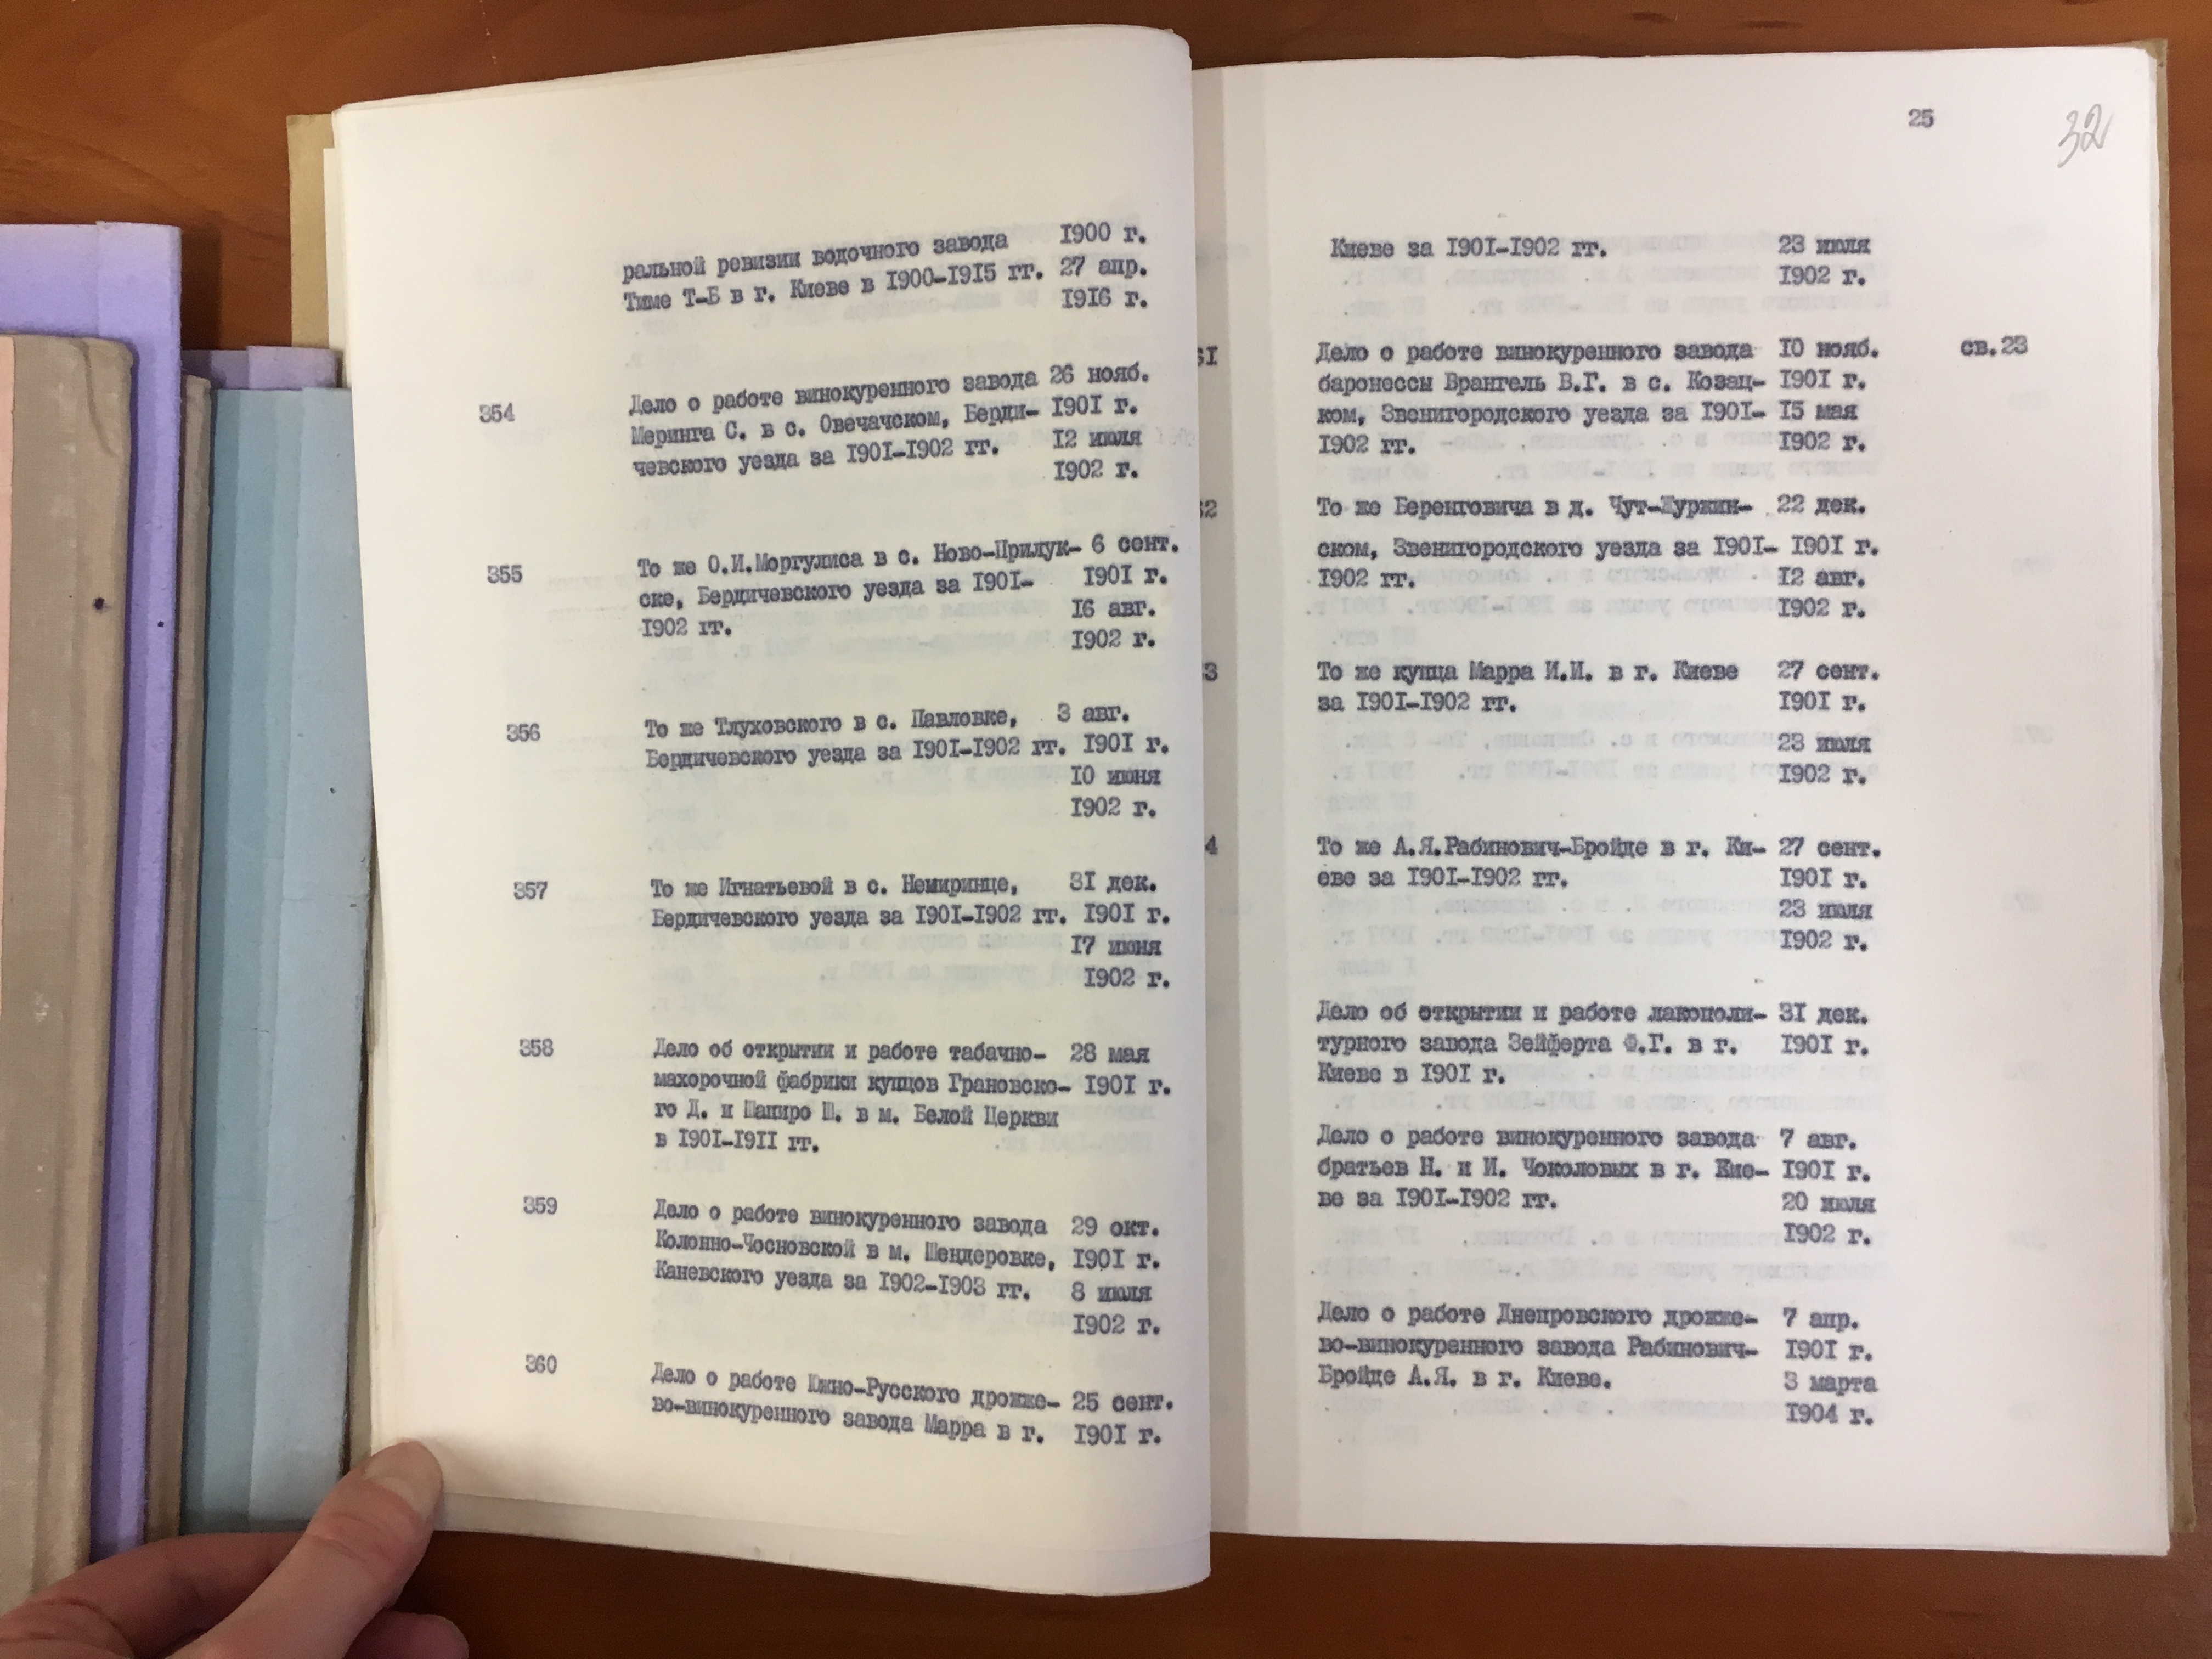 ральной ревизии водочного завода 1900 г.
Тиме Т-Б в г. Киеве в 1900-1915 гг. 27 апр.
1916 г.
354 Дело о работе винокуренного завода 26 нояб.
Меринга С. в с. Овечачском, Берди- 1901 г.
чевского уезда за 1901-1902 гг. 12 июля
1902 г.
355 То же О.И.Моргулиса в с. Ново-Прилук- 6 сент.
ске, Бердичевского уезда за 1901- 1901 г.
1902 гг. 16 авг.
1902 г.
356 То же Тлуховского в с. Павловке, 3 авг.
Бердичевского уезда за 1901-1902 гг. 1901 г.
10 июня
1902 г.
357 То же Игнатьевой в с. Немиринце, 31 дек.
Бердичевского уезда за 1901-1902 гг. 1901 г.
17 июня
1902 г.
358 Дело об открытии и работе табачно- 28 мая
махорочной фабрики купцов Грановско- 1901 г.
го Д. и Шапиро Ш. в м. Белой Церкви
в 1901-1911 гг.
359 Дело о работе винокуренного завода 29 окт.
Колонно-Чосновской в м. Шендеровке, 1901 г.
Каневского уезда за 1902-1903 гг. 8 июля
1902 г.
360 Дело о работе Южно-Русского дрожже- 25 сент.
во-винокуренного завода Марра в г. 1901 г.
25
32
Киеве за 1901-1902 гг. 23 июля
1902 г.
61 Дело о работе винокуренного завода 10 нояб. св.23
баронессы Врангель В.Г. в с. Козац- 1901 г.
ком, Звенигородского уезда за 1901- 15 мая
1902 гг. 1902 г.
62 То же Беренговича в д. Чут-Журжин- 22 дек.
ском, Звенигородского уезда за 1901- 1901 г.
1902 гг. 12 авг.
1902 г.
3 То же купца Марра И.И. в г. Киеве 27 сент.
за 1901-1902 гг. 1901 г.
23 июля
1902 г.
4 То же А.Я.Рабинович-Бройде в г. Ки- 27 сент.
еве за 1901-1902 гг. 1901 г.
23 июля
1902 г.
Дело об открытии и работе лакополи- 31 дек.
турного завода Зейферта Ф.Г. в г. 1901 г.
Киеве в 1901 г.
Дело о работе винокуренного завода 7 авг.
братьев Н. и И. Чоколовых в г. Кие- 1901 г.
ве за 1901-1902 гг. 20 июля
1902 г.
Дело о работе Днепровского дрожже- 7 апр.
во-винокуренного завода Рабинович- 1901 г.
Бройде А.Я. в г. Киеве. 3 марта
1904 г.